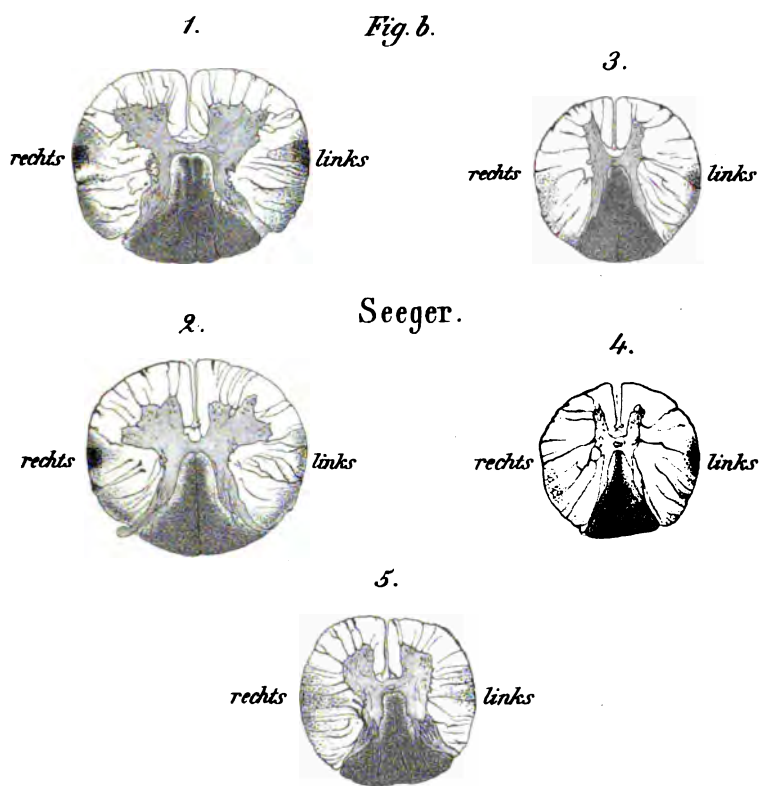 1.
Fig. b.
3.
rechts
links
rechts
links
Seeger.
2.
4.
rechts
links
rechts
links
5.
rechts
links